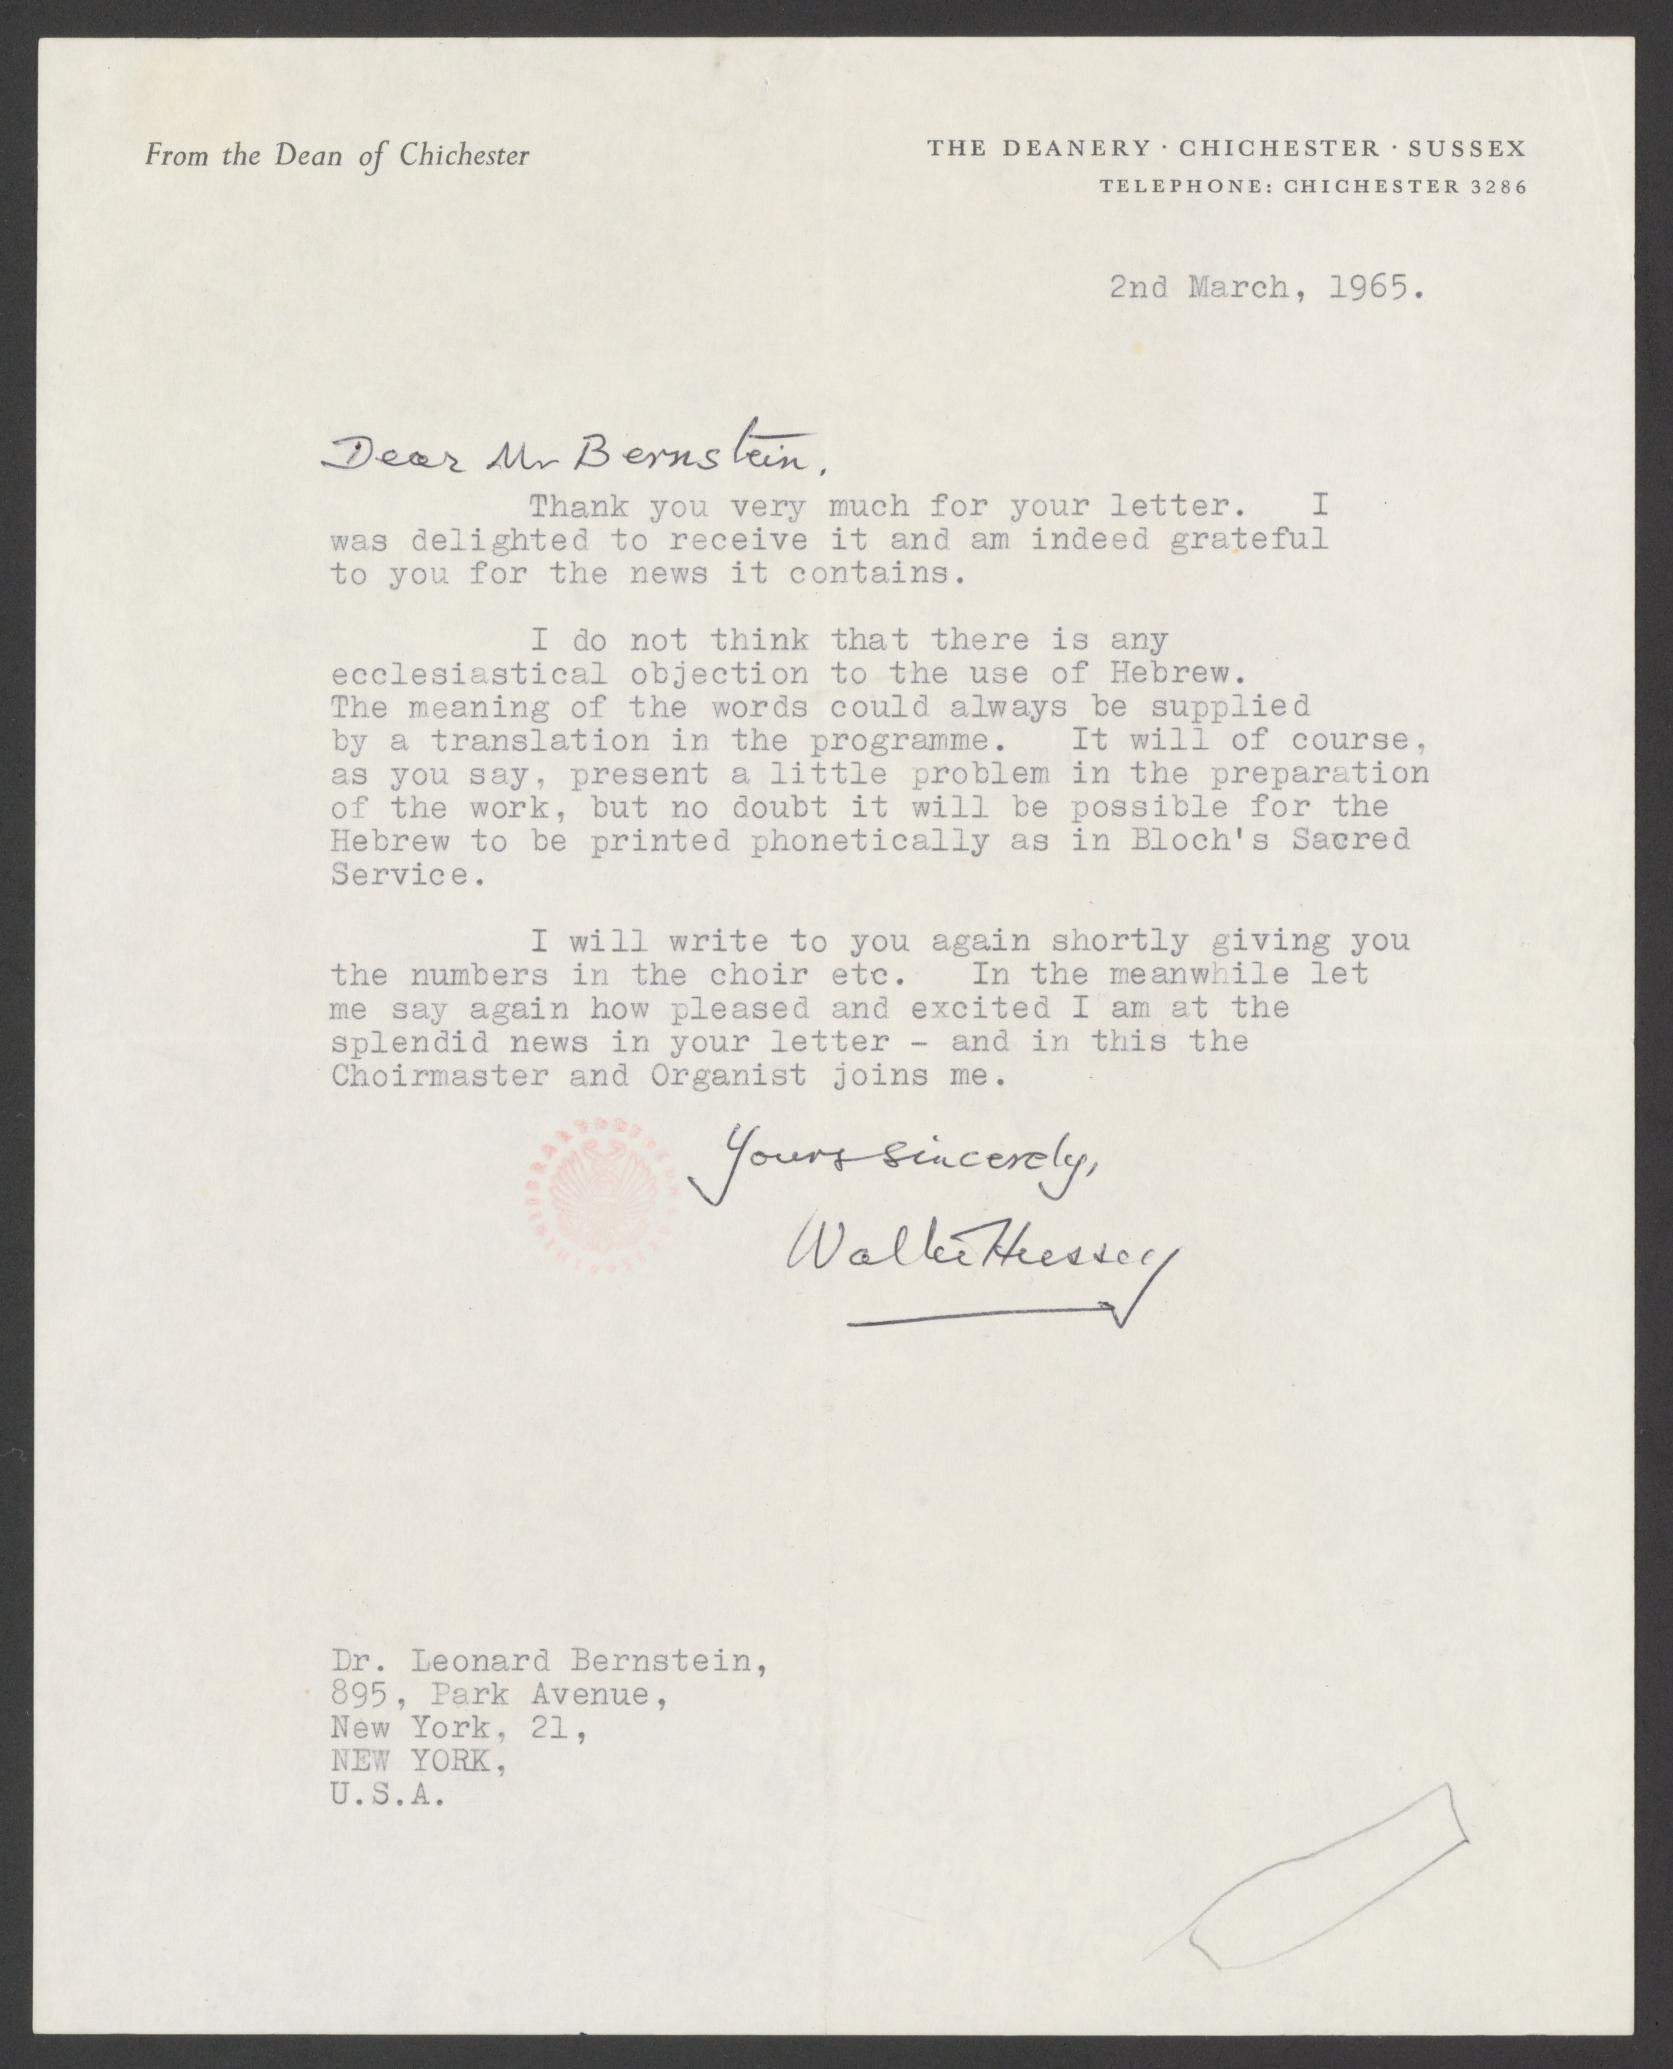 From the Dean of Chichester
THE DEANERY · CHICHESTER · SUSSEX
TELEPHONE: CHICHESTER 3286
2nd March, 1965.
Dear Mr Bernstein,
Thank you very much for your letter. I
was delighted to receive it and am indeed grateful
to you for the news it contains.
I do not think that there is any
ecclesiastical objection to the use of Hebrew.
The meaning of the words could always be supplied
by a translation in the programme. It will of course,
as you say, present a little problem in the preparation
of the work, but no doubt it will be possible for the
Hebrew to be printed phonetically as in Bloch's Sacred
Service.
I will write to you again shortly giving you
the numbers in the choir etc. In the meanwhile let
me say again how pleased and excited I am at the
splendid news in your letter - and in this the
Choirmaster and Organist joins me.
Yours sincerely,
Walter Hussey
Dr. Leonard Bernstein,
895, Park Avenue,
New York, 21,
NEW YORK,
U.S.A.